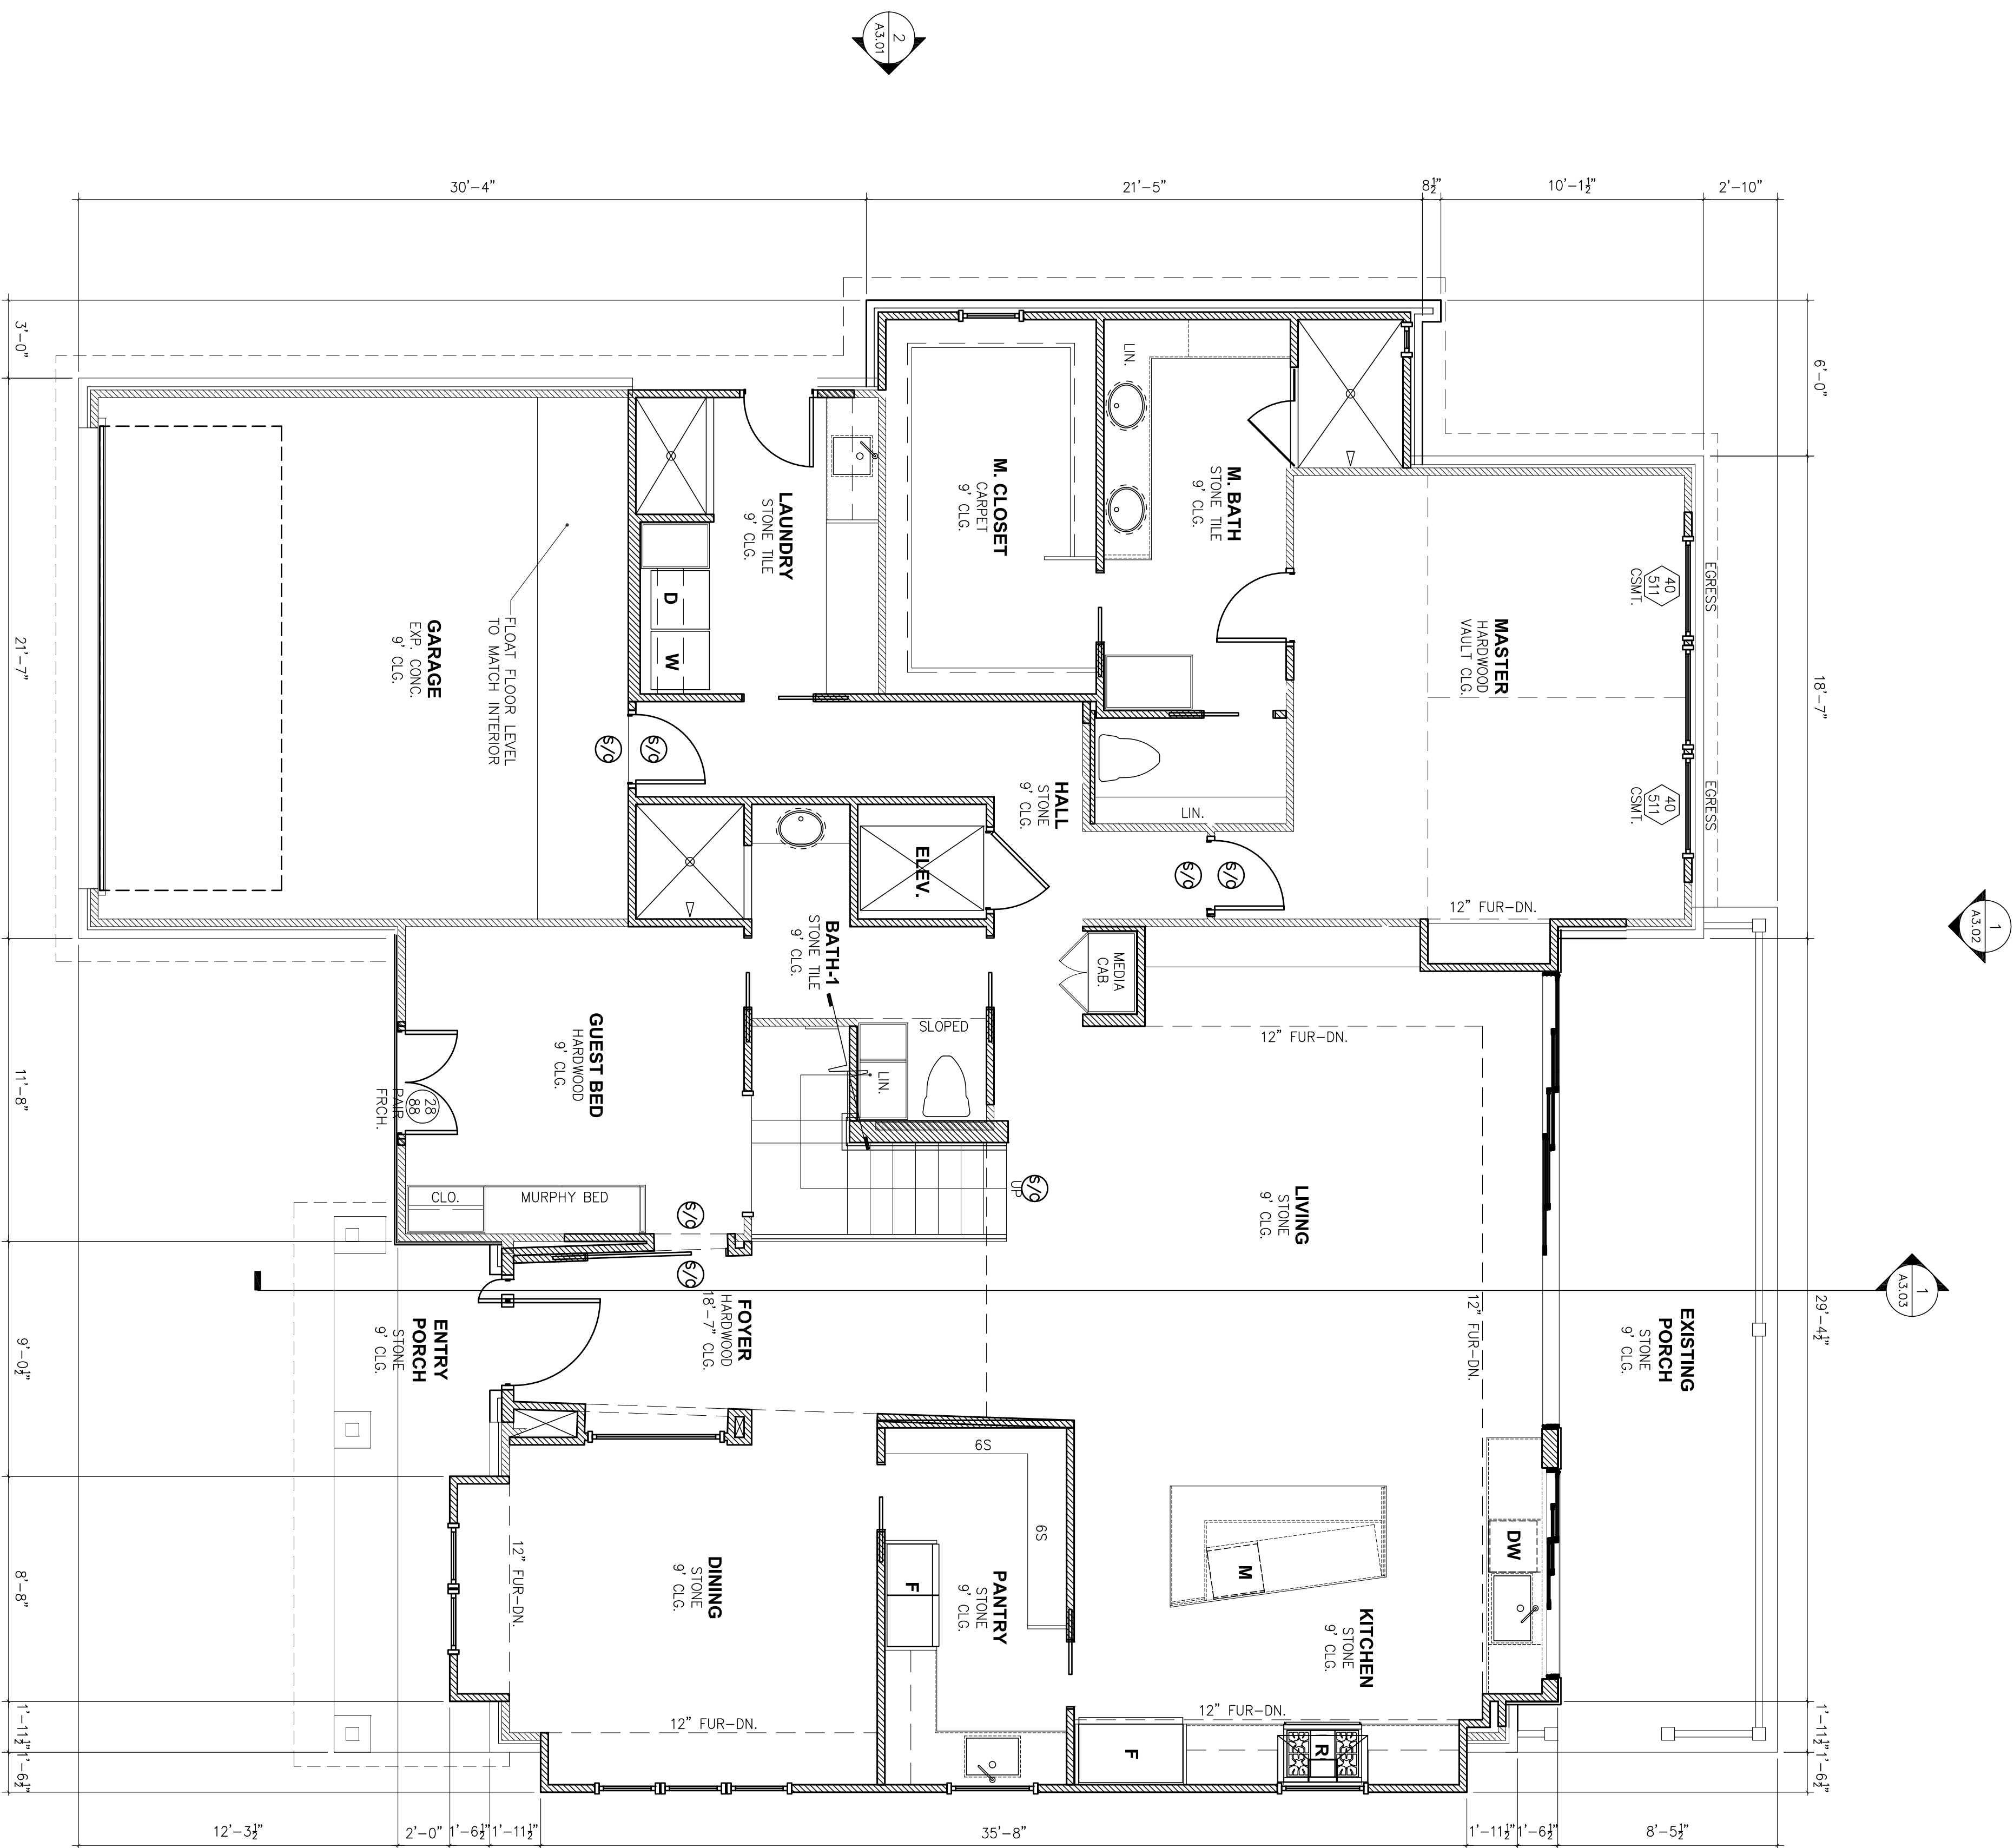 2
A3.01
30'-4"
21'-5"
8½"
10'-1½"
2'-10"
3'-0"
21'-7"
11'-8"
9'-0½"
8'-8"
1'-11½"
1'-6½"
6'-0"
18'-7"
29'-4½"
1'-11½"
1'-6½"
12'-3½"
2'-0"
1'-6½"
1'-11½"
35'-8"
1'-11½"
1'-6½"
8'-5½"
1
A3.02
1
A3.03
EGRESS
40
511
CSMT.
EGRESS
40
511
CSMT.
MASTER
HARDWOOD
VAULT CLG.
12" FUR-DN.
M. BATH
STONE TILE
9' CLG.
LIN.
LIN.
M. CLOSET
CARPET
9' CLG.
LAUNDRY
STONE TILE
9' CLG.
D
W
GARAGE
EXP. CONC.
9' CLG.
FLOAT FLOOR LEVEL
TO MATCH INTERIOR
S/C
S/C
HALL
STONE
9' CLG.
S/C
S/C
ELEV.
BATH-1
STONE TILE
9' CLG.
SLOPED
LIN.
MEDIA
CAB.
GUEST BED
HARDWOOD
9' CLG.
28
88
PAIR
FRCH.
CLO.
MURPHY BED
S/C
S/C
S/C
UP
LIVING
STONE
9' CLG.
12" FUR-DN.
12" FUR-DN.
EXISTING
PORCH
STONE
9' CLG.
FOYER
HARDWOOD
18'-7" CLG.
ENTRY
PORCH
STONE
9' CLG.
DINING
STONE
9' CLG.
12" FUR-DN.
12" FUR-DN.
PANTRY
STONE
9' CLG.
6S
6S
F
KITCHEN
STONE
9' CLG.
12" FUR-DN.
M
DW
R
F